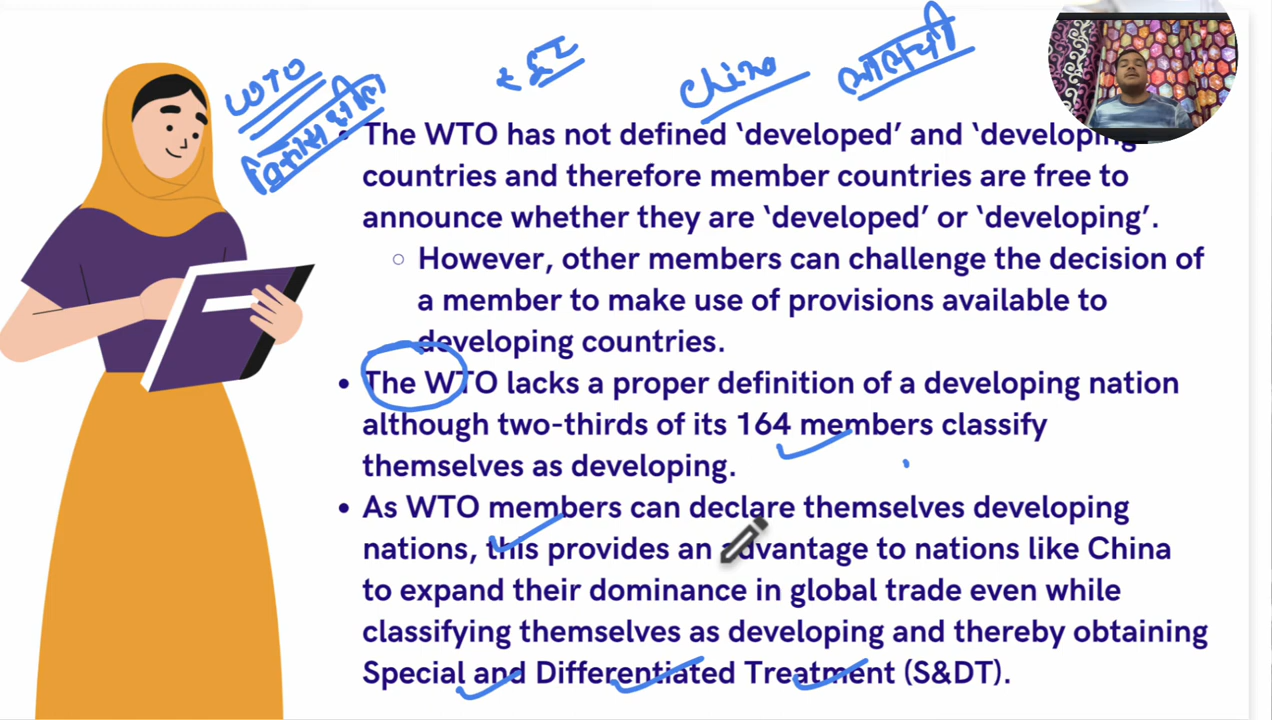 WTO
विकासशील
China
The WTO has not defined ‘developed’ and ‘developing
countries and therefore member countries are free to
announce whether they are ‘developed’ or ‘developing’.
However, other members can challenge the decision of
a member to make use of provisions available to
developing countries.
The WTO lacks a proper definition of a developing nation
although two-thirds of its 164 members classify
themselves as developing.
As WTO members can declare themselves developing
nations, this provides an advantage to nations like China
to expand their dominance in global trade even while
classifying themselves as developing and thereby obtaining
Special and Differentiated Treatment (S&DT).